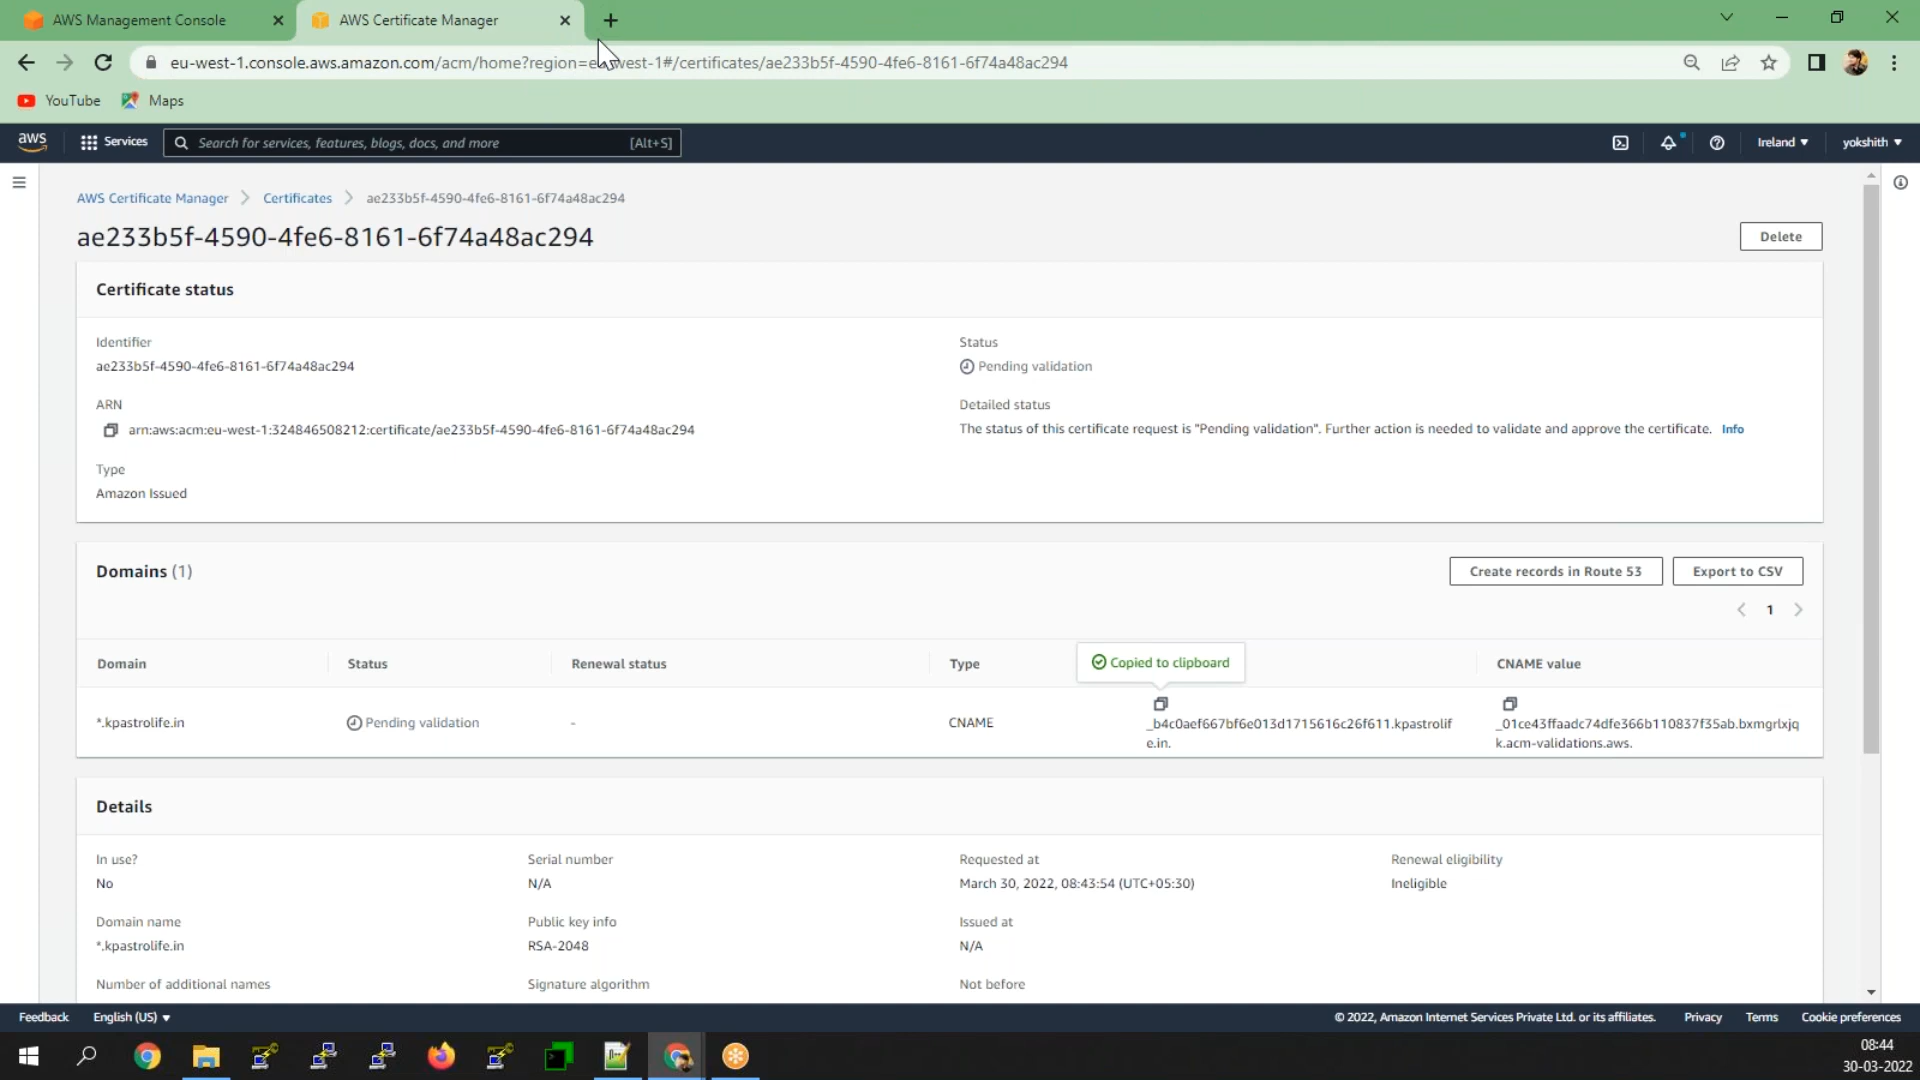 AWS Management Console
AWS Certificate Manager
eu-west-1.console.aws.amazon.com/acm/home?region=eu-west-1#/certificates/ae233b5f-4590-4fe6-8161-6f74a48ac294
YouTube
Maps
aws
Services
Search for services, features, blogs, docs, and more
[Alt+S]
Ireland
yokshith
AWS Certificate Manager
Certificates
ae233b5f-4590-4fe6-8161-6f74a48ac294
ae233b5f-4590-4fe6-8161-6f74a48ac294
Delete
Certificate status
Identifier
ae233b5f-4590-4fe6-8161-6f74a48ac294
Status
Pending validation
ARN
arn:aws:acm:eu-west-1:324846508212:certificate/ae233b5f-4590-4fe6-8161-6f74a48ac294
Detailed status
The status of this certificate request is "Pending validation". Further action is needed to validate and approve the certificate. Info
Type
Amazon Issued
Domains (1)
Create records in Route 53
Export to CSV
1
Domain
Status
Renewal status
Type
Copied to clipboard
CNAME value
*.kpastrolife.in
Pending validation
-
CNAME
_b4c0aef667bf6e013d1715616c26f611.kpastrolif
e.in.
_01ce43ffaadc74dfe366b110837f35ab.bxmgrlxjq
k.acm-validations.aws.
Details
In use?
No
Serial number
N/A
Requested at
March 30, 2022, 08:43:54 (UTC+05:30)
Renewal eligibility
Ineligible
Domain name
*.kpastrolife.in
Public key info
RSA-2048
Issued at
N/A
Number of additional names
Signature algorithm
Not before
Feedback
English (US)
© 2022, Amazon Internet Services Private Ltd. or its affiliates.
Privacy
Terms
Cookie preferences
08:44
30-03-2022